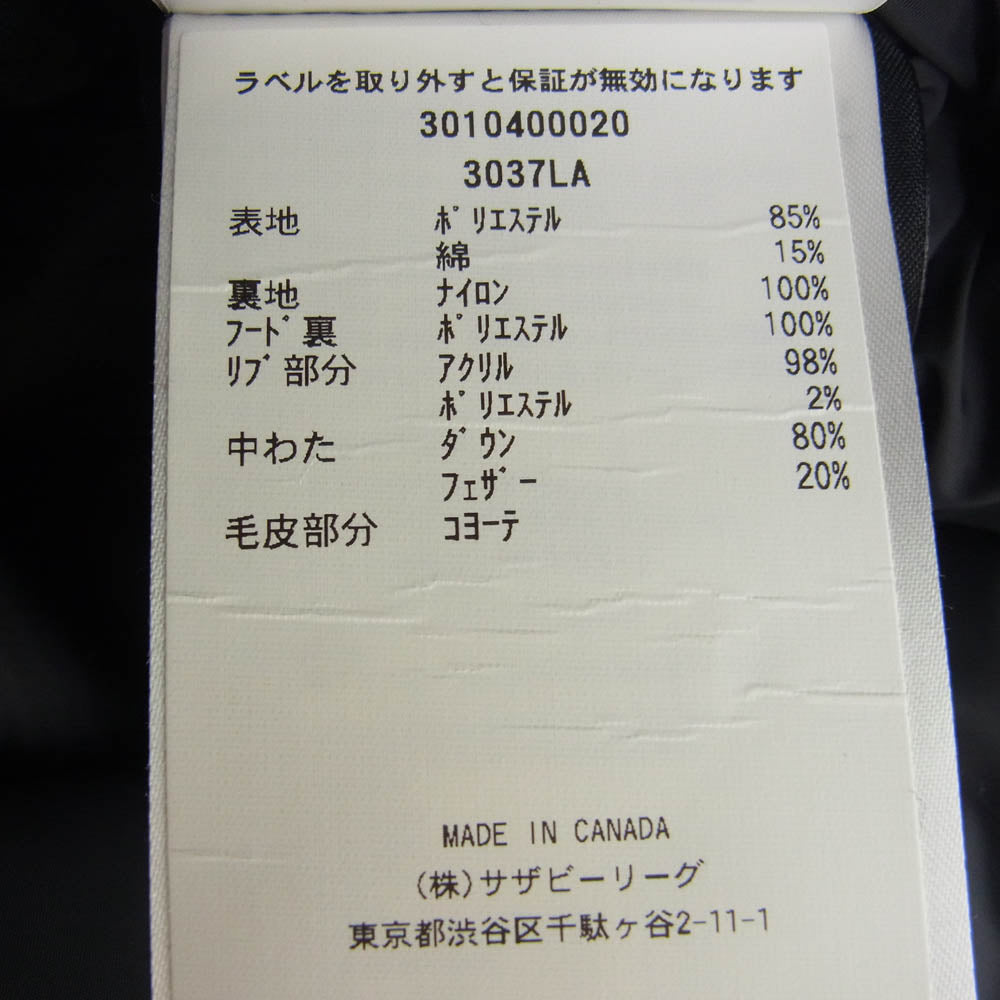 ラベルを取り外すと保証が無効になります
3010400020
3037LA
表地 ﾎﾟﾘｴｽﾃﾙ 85%
綿 15%
裏地 ﾅｲﾛﾝ 100%
ﾌｰﾄﾞ裏 ﾎﾟﾘｴｽﾃﾙ 100%
ﾘﾌﾞ部分 ｱｸﾘﾙ 98%
ﾎﾟﾘｴｽﾃﾙ 2%
中わた ﾀﾞｳﾝ 80%
ﾌｪｻﾞｰ 20%
毛皮部分 ｺﾖｰﾃ
MADE IN CANADA
(株)サザビーリーグ
東京都渋谷区千駄ヶ谷2-11-1